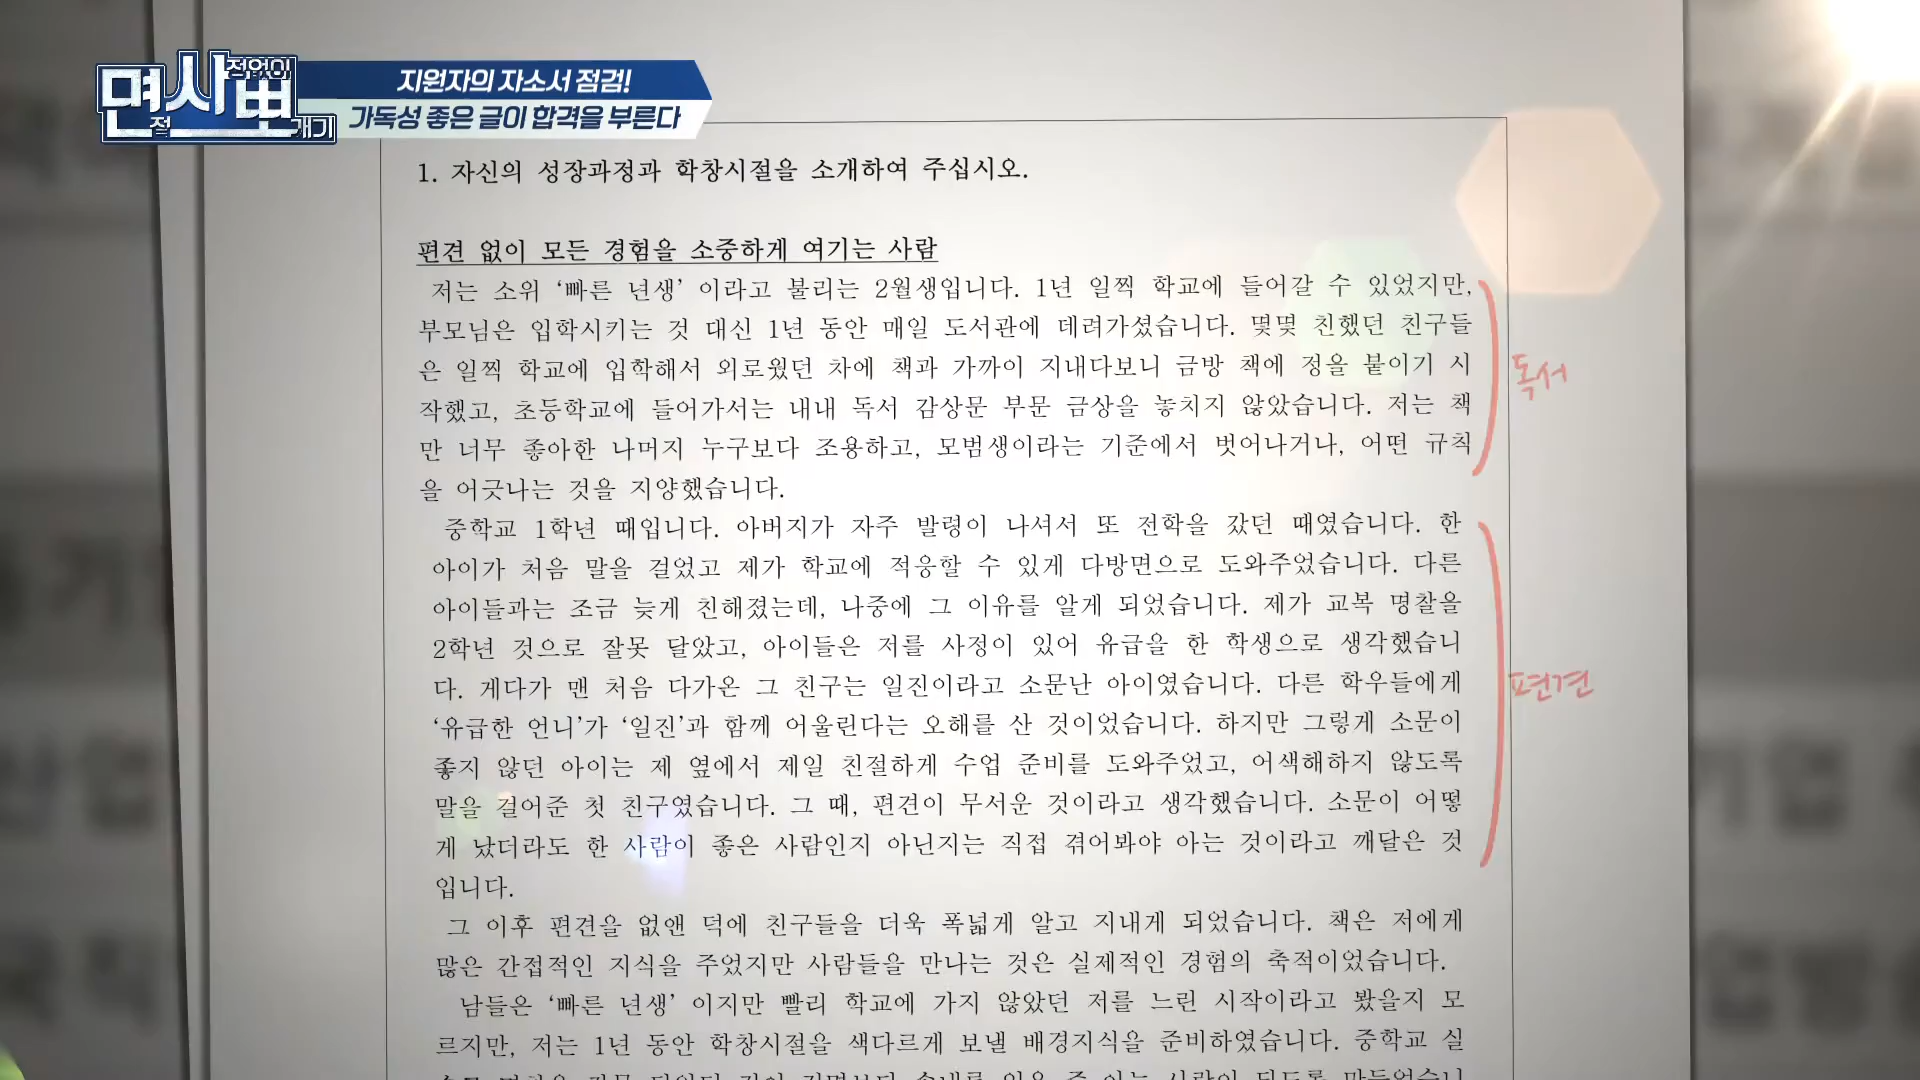 면사뽀
접없이
절
개기
지원자의 자소서 점검!
가독성 좋은 글이 합격을 부른다
1. 자신의 성장과정과 학창시절을 소개하여 주십시오.
편견 없이 모든 경험을 소중하게 여기는 사람
저는 소위 ‘빠른 년생’ 이라고 불리는 2월생입니다. 1년 일찍 학교에 들어갈 수 있었지만,
부모님은 입학시키는 것 대신 1년 동안 매일 도서관에 데려가셨습니다. 몇몇 친했던 친구들
은 일찍 학교에 입학해서 외로웠던 차에 책과 가까이 지내다보니 금방 책에 정을 붙이기 시
작했고, 초등학교에 들어가서는 내내 독서 감상문 부문 금상을 놓치지 않았습니다. 저는 책
만 너무 좋아한 나머지 누구보다 조용하고, 모범생이라는 기준에서 벗어나거나, 어떤 규칙
을 어긋나는 것을 지양했습니다.
독서
중학교 1학년 때입니다. 아버지가 자주 발령이 나셔서 또 전학을 갔던 때였습니다. 한
아이가 처음 말을 걸었고 제가 학교에 적응할 수 있게 다방면으로 도와주었습니다. 다른
아이들과는 조금 늦게 친해졌는데, 나중에 그 이유를 알게 되었습니다. 제가 교복 명찰을
2학년 것으로 잘못 달았고, 아이들은 저를 사정이 있어 유급을 한 학생으로 생각했습니
다. 게다가 맨 처음 다가온 그 친구는 일진이라고 소문난 아이였습니다. 다른 학우들에게
‘유급한 언니’가 ‘일진’과 함께 어울린다는 오해를 산 것이었습니다. 하지만 그렇게 소문이
좋지 않던 아이는 제 옆에서 제일 친절하게 수업 준비를 도와주었고, 어색해하지 않도록
말을 걸어준 첫 친구였습니다. 그 때, 편견이 무서운 것이라고 생각했습니다. 소문이 어떻
게 났더라도 한 사람이 좋은 사람인지 아닌지는 직접 겪어봐야 아는 것이라고 깨달은 것
입니다.
편견
그 이후 편견을 없앤 덕에 친구들을 더욱 폭넓게 알고 지내게 되었습니다. 책은 저에게
많은 간접적인 지식을 주었지만 사람들을 만나는 것은 실제적인 경험의 축적이었습니다.
남들은 ‘빠른 년생’ 이지만 빨리 학교에 가지 않았던 저를 느린 시작이라고 봤을지 모
르지만, 저는 1년 동안 학창시절을 색다르게 보낼 배경지식을 준비하였습니다. 중학교 실